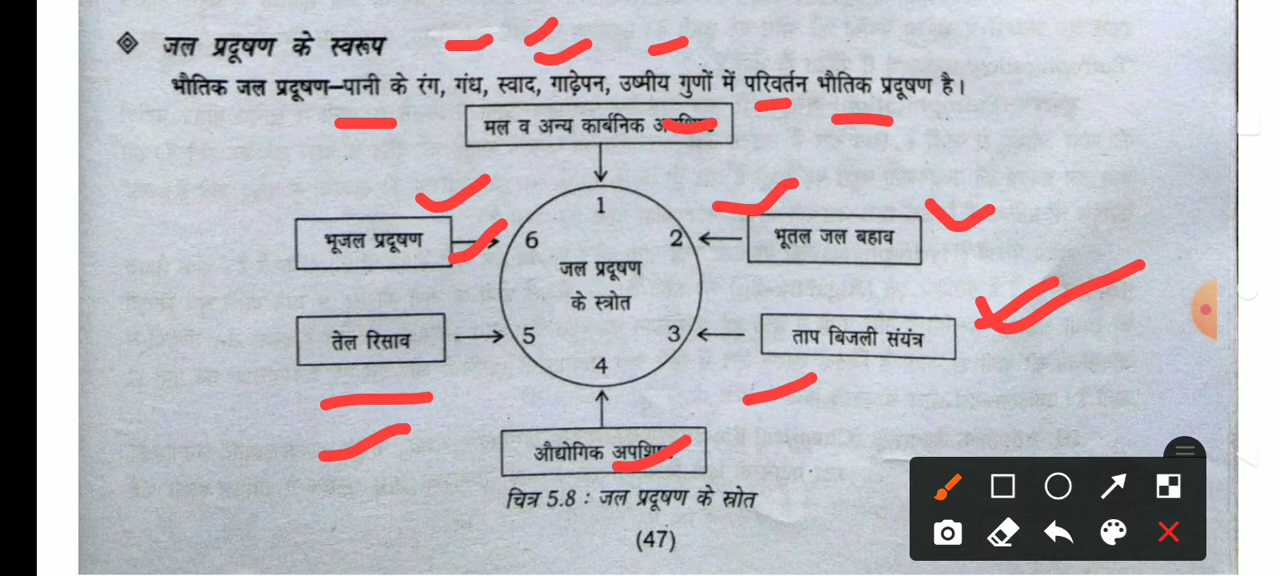 जल प्रदूषण के स्वरूप
भौतिक जल प्रदूषण–पानी के रंग, गंध, स्वाद, गाढ़ेपन, उष्मीय गुणों में परिवर्तन भौतिक प्रदूषण है।
मल व अन्य कार्बनिक
1
भूजल प्रदूषण
6
2
भूतल जल बहाव
जल प्रदूषण
के स्त्रोत
तेल रिसाव
5
3
ताप बिजली संयंत्र
4
औद्योगिक
चित्र 5.8 : जल प्रदूषण के स्रोत
(47)